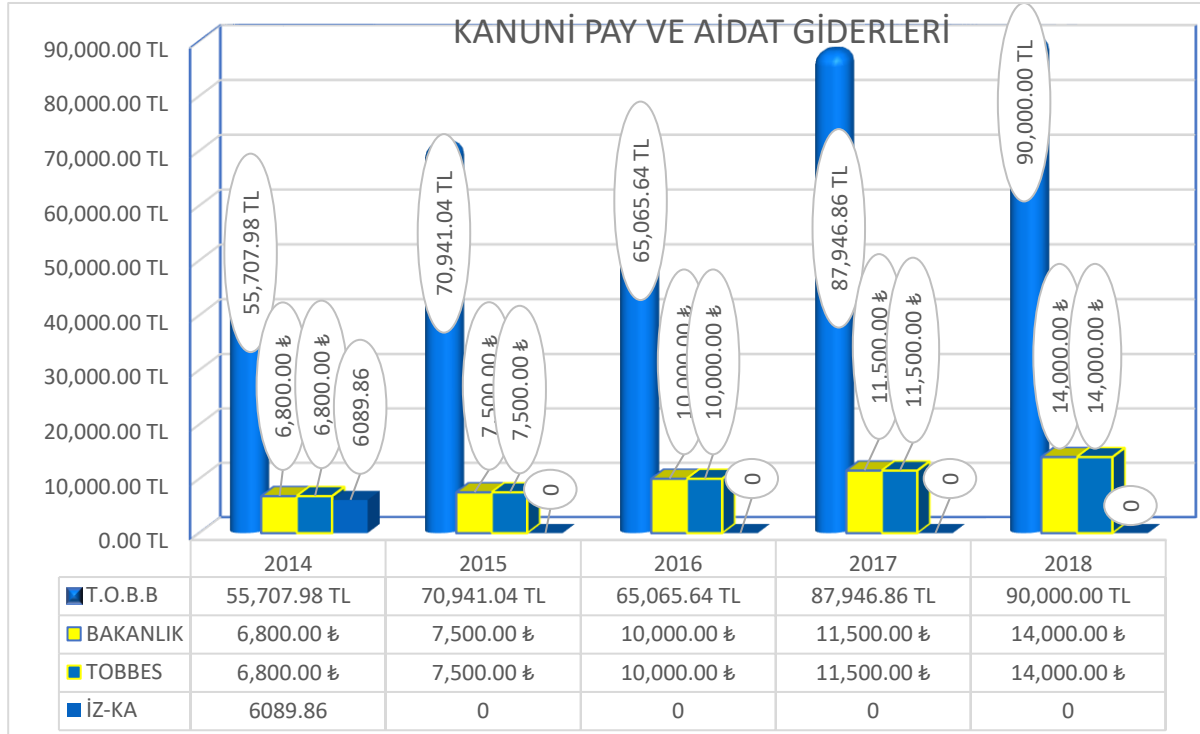 KANUNİ PAY VE AİDAT GİDERLERİ
90,000.00 TL
80,000.00 TL
70,000.00 TL
60,000.00 TL
50,000.00 TL
40,000.00 TL
30,000.00 TL
20,000.00 TL
10,000.00 TL
0.00 TL
55,707.98 TL
6,800.00 ₺
6,800.00 ₺
6089.86
70,941.04 TL
7,500.00 ₺
7,500.00 ₺
0
65,065.64 TL
10,000.00 ₺
10,000.00 ₺
0
87,946.86 TL
11.500.00 ₺
11,500.00 ₺
0
90,000.00 TL
14,000.00 ₺
14,000.00 ₺
0
2014 2015 2016 2017 2018
T.O.B.B 55,707.98 TL 70,941.04 TL 65,065.64 TL 87,946.86 TL 90,000.00 TL
BAKANLIK 6,800.00 ₺ 7,500.00 ₺ 10,000.00 ₺ 11,500.00 ₺ 14,000.00 ₺
TOBBES 6,800.00 ₺ 7,500.00 ₺ 10,000.00 ₺ 11,500.00 ₺ 14,000.00 ₺
İZ-KA 6089.86 0 0 0 0